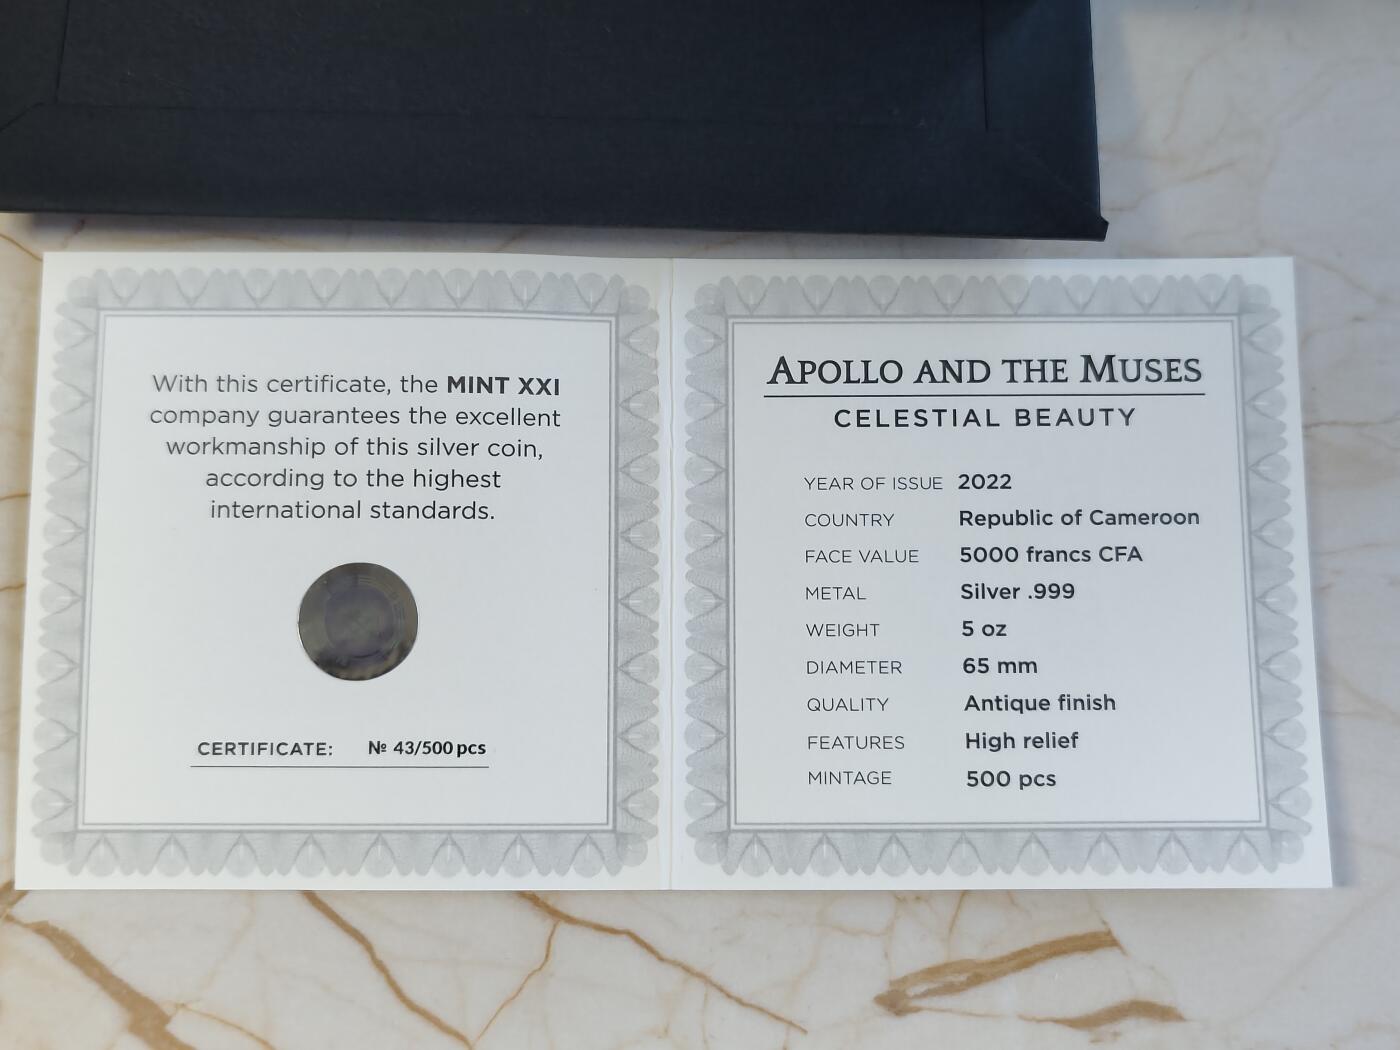 With this certificate, the MINT XXI
company guarantees the excellent
workmanship of this silver coin,
according to the highest
international standards.
CERTIFICATE: № 43/500 pcs
APOLLO AND THE MUSES
CELESTIAL BEAUTY
YEAR OF ISSUE 2022
COUNTRY Republic of Cameroon
FACE VALUE 5000 francs CFA
METAL Silver .999
WEIGHT 5 oz
DIAMETER 65 mm
QUALITY Antique finish
FEATURES High relief
MINTAGE 500 pcs